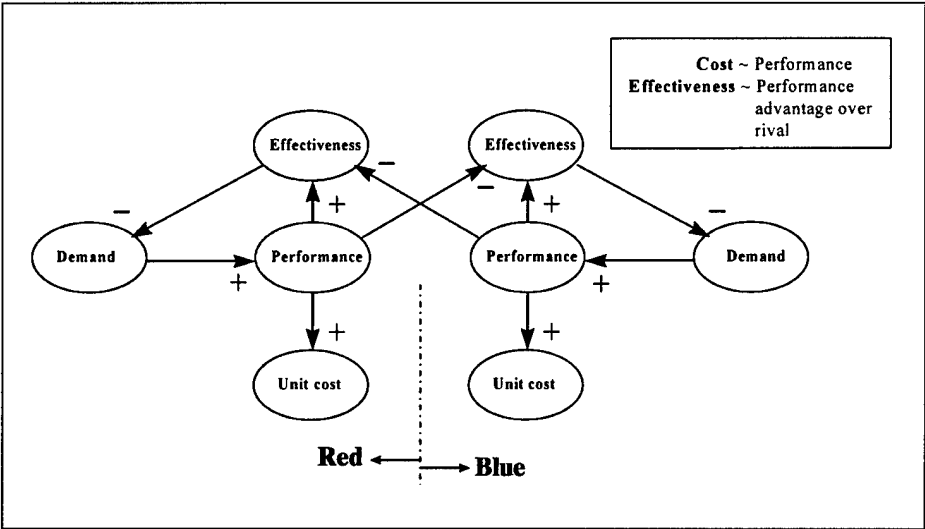 Cost ~ Performance
Effectiveness ~ Performance
advantage over
rival
Effectiveness
Effectiveness
−
−
+
+
−
−
Demand
Performance
Performance
Demand
+
+
+
+
Unit cost
Unit cost
Red
Blue